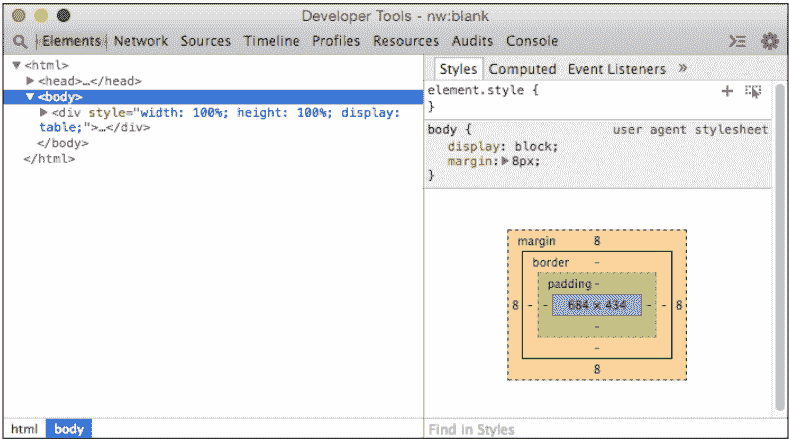 Developer Tools - nw:blank
Elements Network Sources Timeline Profiles Resources Audits Console
▼<html>
▶<head>…</head>
▼<body>
▶<div style="width: 100%; height: 100%; display:
table;">…</div>
</body>
</html>
Styles Computed Event Listeners »
element.style {
}
body { user agent stylesheet
display: block;
margin:▶8px;
}
margin 8
border -
padding -
8 - - 684 x 434 - - 8
-
-
8
html body
Find in Styles